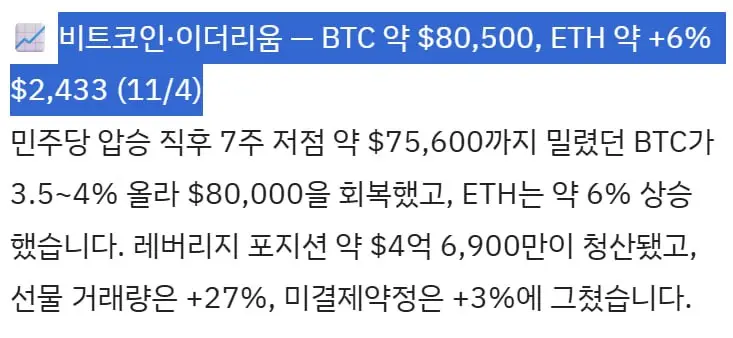 📈 비트코인·이더리움 — BTC 약 $80,500, ETH 약 +6%
$2,433 (11/4)
민주당 압승 직후 7주 저점 약 $75,600까지 밀렸던 BTC가
3.5~4% 올라 $80,000을 회복했고, ETH는 약 6% 상승
했습니다. 레버리지 포지션 약 $4억 6,900만이 청산됐고,
선물 거래량은 +27%, 미결제약정은 +3%에 그쳤습니다.